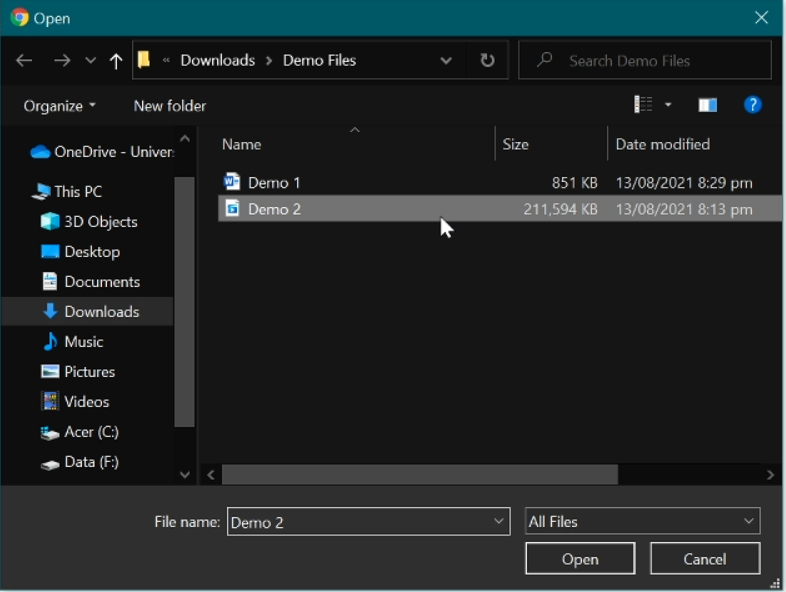 Open
« Downloads > Demo Files
Search Demo Files
Organize
New folder
Name Size Date modified
OneDrive - Univer
This PC
3D Objects
Desktop
Documents
Downloads
Music
Pictures
Videos
Acer (C:)
Data (F:)
Demo 1 851 KB 13/08/2021 8:29 pm
Demo 2 211,594 KB 13/08/2021 8:13 pm
File name: Demo 2
All Files
Open Cancel